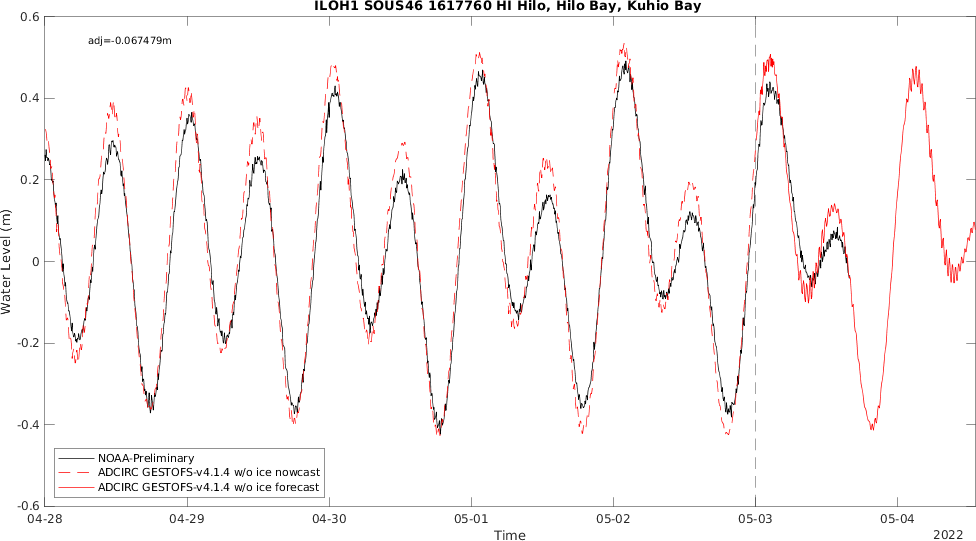 ILOH1 SOUS46 1617760 HI Hilo, Hilo Bay, Kuhio Bay
adj=-0.067479m
0.6
0.4
0.2
0
-0.2
-0.4
-0.6
Water Level (m)
NOAA-Preliminary
ADCIRC GESTOFS-v4.1.4 w/o ice nowcast
ADCIRC GESTOFS-v4.1.4 w/o ice forecast
04-28 04-29 04-30 05-01 05-02 05-03 05-04
Time
2022